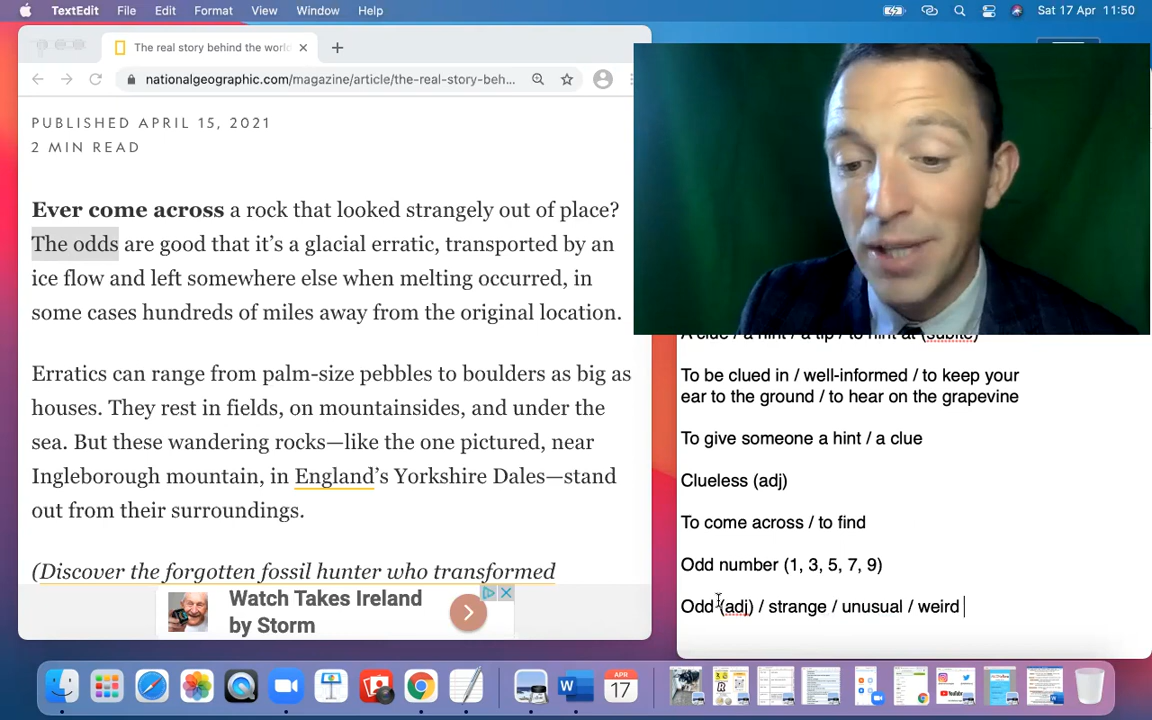 TextEdit File Edit Format View Window Help Sat 17 Apr 11:50
The real story behind the world
nationalgeographic.com/magazine/article/the-real-story-beh...
PUBLISHED APRIL 15, 2021
2 MIN READ
Ever come across a rock that looked strangely out of place?
The odds are good that it's a glacial erratic, transported by an
ice flow and left somewhere else when melting occurred, in
some cases hundreds of miles away from the original location.
Erratics can range from palm-size pebbles to boulders as big as
houses. They rest in fields, on mountainsides, and under the
sea. But these wandering rocks—like the one pictured, near
Ingleborough mountain, in England's Yorkshire Dales—stand
out from their surroundings.
(Discover the forgotten fossil hunter who transformed
Watch Takes Ireland
by Storm
A clue / a hint / a tip / to hint at (subtle)
To be clued in / well-informed / to keep your
ear to the ground / to hear on the grapevine
To give someone a hint / a clue
Clueless (adj)
To come across / to find
Odd number (1, 3, 5, 7, 9)
Odd (adj) / strange / unusual / weird
APR
17